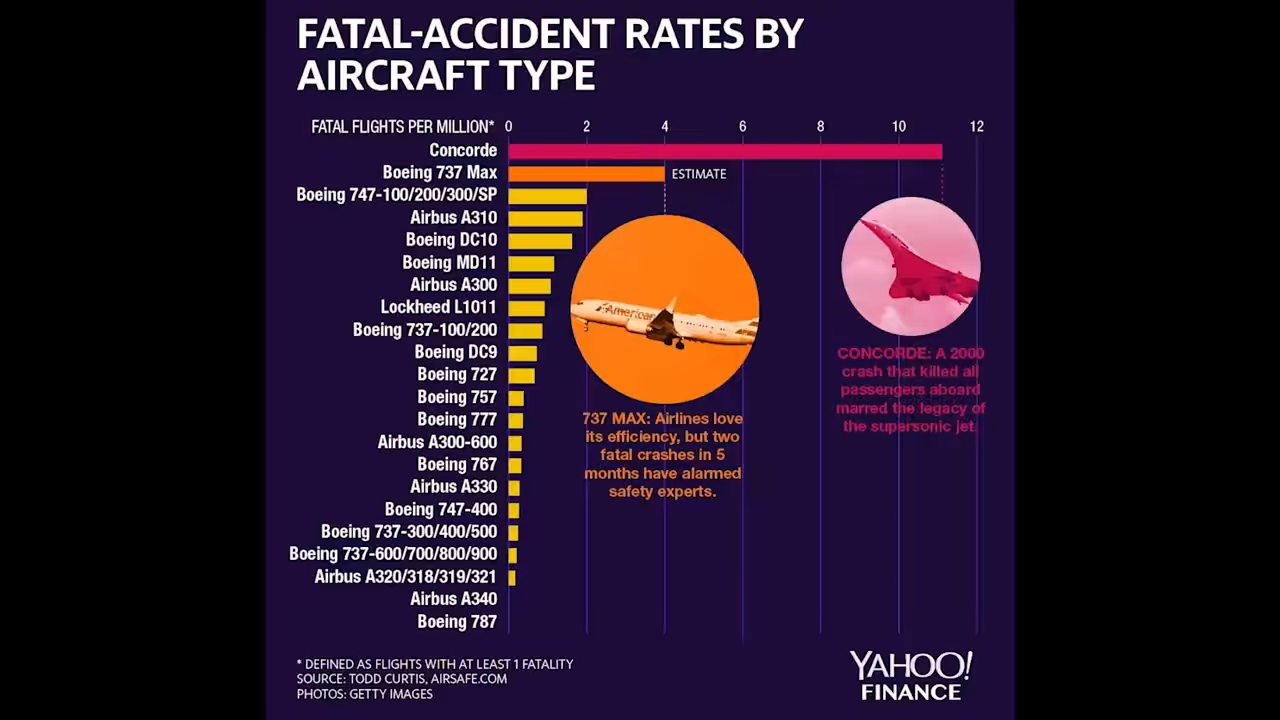 FATAL-ACCIDENT RATES BY
AIRCRAFT TYPE
FATAL FLIGHTS PER MILLION* 0 2 4 6 8 10 12
Concorde
Boeing 737 Max ESTIMATE
Boeing 747-100/200/300/SP
Airbus A310
Boeing DC10
Boeing MD11
Airbus A300
Lockheed L1011
Boeing 737-100/200
Boeing DC9
Boeing 727
Boeing 757
Boeing 777
Airbus A300-600
Boeing 767
Airbus A330
Boeing 747-400
Boeing 737-300/400/500
Boeing 737-600/700/800/900
Airbus A320/318/319/321
Airbus A340
Boeing 787
American
737 MAX: Airlines love
its efficiency, but two
fatal crashes in 5
months have alarmed
safety experts.
CONCORDE: A 2000
crash that killed all
passengers aboard
marred the legacy of
the supersonic jet.
* DEFINED AS FLIGHTS WITH AT LEAST 1 FATALITY
SOURCE: TODD CURTIS, AIRSAFE.COM
PHOTOS: GETTY IMAGES
YAHOO!
FINANCE